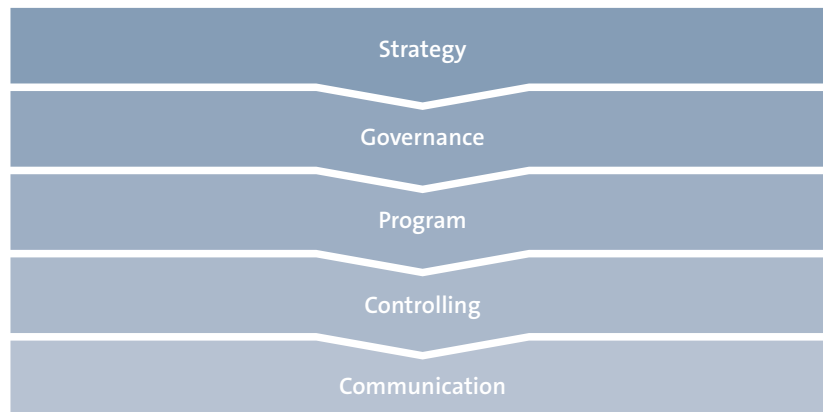 Strategy
Governance
Program
Controlling
Communication